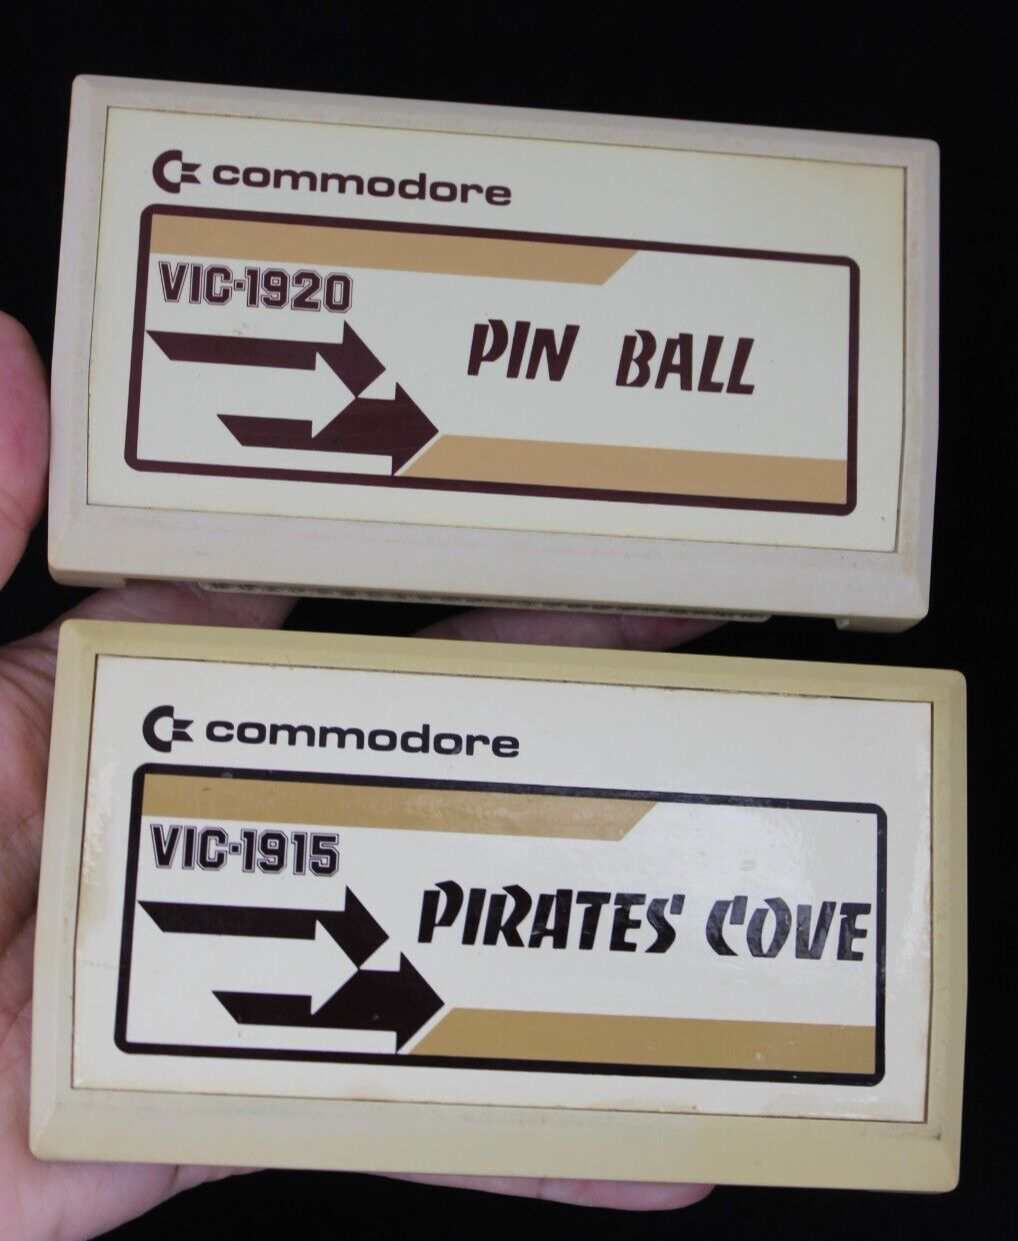 commodore
VIC-1920
PIN BALL
commodore
VIC-1915
PIRATES' COVE